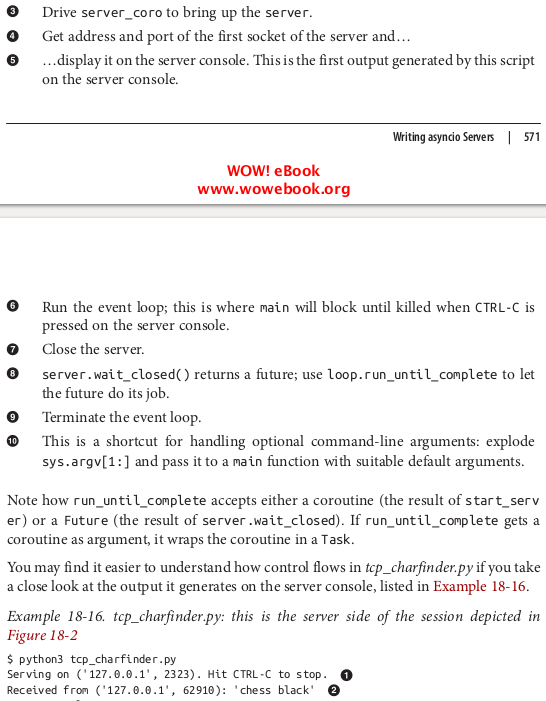 ❸ Drive server_coro to bring up the server.
❹ Get address and port of the first socket of the server and…
❺ …display it on the server console. This is the first output generated by this script
on the server console.
Writing asyncio Servers | 571
WOW! eBook
www.wowebook.org
❻ Run the event loop; this is where main will block until killed when CTRL-C is
pressed on the server console.
❼ Close the server.
❽ server.wait_closed() returns a future; use loop.run_until_complete to let
the future do its job.
❾ Terminate the event loop.
❿ This is a shortcut for handling optional command-line arguments: explode
sys.argv[1:] and pass it to a main function with suitable default arguments.
Note how run_until_complete accepts either a coroutine (the result of start_serv
er) or a Future (the result of server.wait_closed). If run_until_complete gets a
coroutine as argument, it wraps the coroutine in a Task.
You may find it easier to understand how control flows in tcp_charfinder.py if you take
a close look at the output it generates on the server console, listed in Example 18-16.
Example 18-16. tcp_charfinder.py: this is the server side of the session depicted in
Figure 18-2
$ python3 tcp_charfinder.py
Serving on ('127.0.0.1', 2323). Hit CTRL-C to stop. ❶
Received from ('127.0.0.1', 62910): 'chess black' ❷